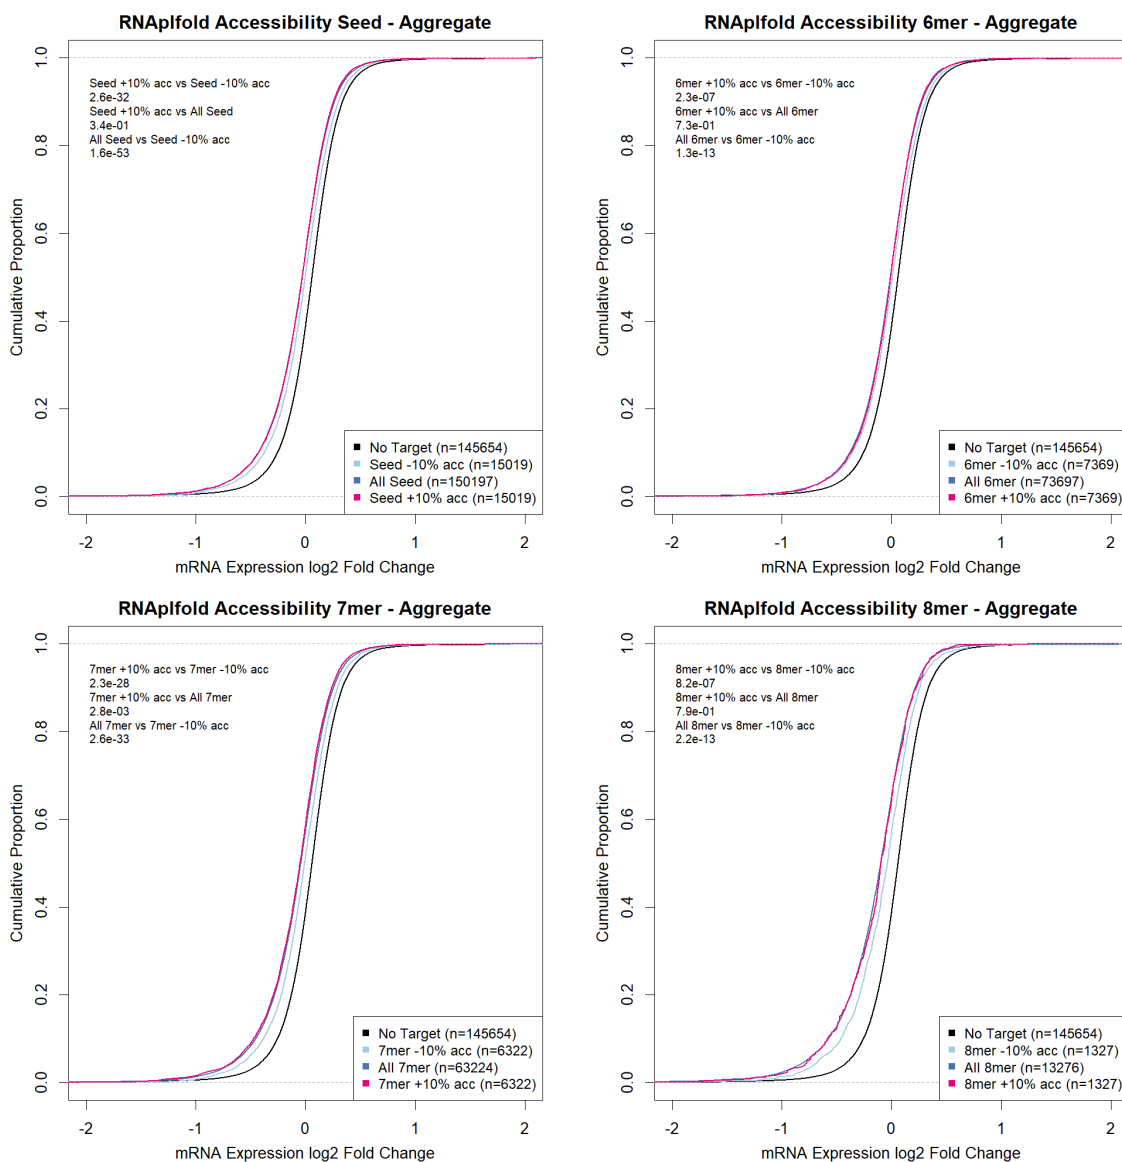 RNAplfold Accessibility Seed - Aggregate
Seed +10% acc vs Seed -10% acc
2.6e-32
Seed +10% acc vs All Seed
3.4e-01
All Seed vs Seed -10% acc
1.6e-53
Cumulative Proportion
1.0
0.8
0.6
0.4
0.2
0.0
No Target (n=145654)
Seed -10% acc (n=15019)
All Seed (n=150197)
Seed +10% acc (n=15019)
-2
-1
0
1
2
mRNA Expression log2 Fold Change
RNAplfold Accessibility 6mer - Aggregate
6mer +10% acc vs 6mer -10% acc
2.3e-07
6mer +10% acc vs All 6mer
7.3e-01
All 6mer vs 6mer -10% acc
1.3e-13
Cumulative Proportion
1.0
0.8
0.6
0.4
0.2
0.0
No Target (n=145654)
6mer -10% acc (n=7369)
All 6mer (n=73697)
6mer +10% acc (n=7369)
-2
-1
0
1
2
mRNA Expression log2 Fold Change
RNAplfold Accessibility 7mer - Aggregate
7mer +10% acc vs 7mer -10% acc
2.3e-28
7mer +10% acc vs All 7mer
2.8e-03
All 7mer vs 7mer -10% acc
2.6e-33
Cumulative Proportion
1.0
0.8
0.6
0.4
0.2
0.0
No Target (n=145654)
7mer -10% acc (n=6322)
All 7mer (n=63224)
7mer +10% acc (n=6322)
-2
-1
0
1
2
mRNA Expression log2 Fold Change
RNAplfold Accessibility 8mer - Aggregate
8mer +10% acc vs 8mer -10% acc
8.2e-07
8mer +10% acc vs All 8mer
7.9e-01
All 8mer vs 8mer -10% acc
2.2e-13
Cumulative Proportion
1.0
0.8
0.6
0.4
0.2
0.0
No Target (n=145654)
8mer -10% acc (n=1327)
All 8mer (n=13276)
8mer +10% acc (n=1327)
-2
-1
0
1
2
mRNA Expression log2 Fold Change